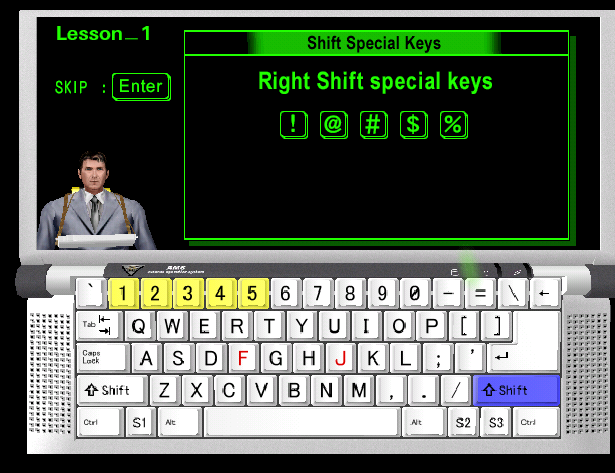 Lesson_1
Shift Special Keys
SKIP : Enter
Right Shift special keys
! @ # $ %
AMS
` 1 2 3 4 5 6 7 8 9 0 - = \ ←
Tab Q W E R T Y U I O P [ ]
Caps Lock A S D F G H J K L ; '
Shift Z X C V B N M , . / Shift
Ctrl S1 Alt Alt S2 S3 Ctrl